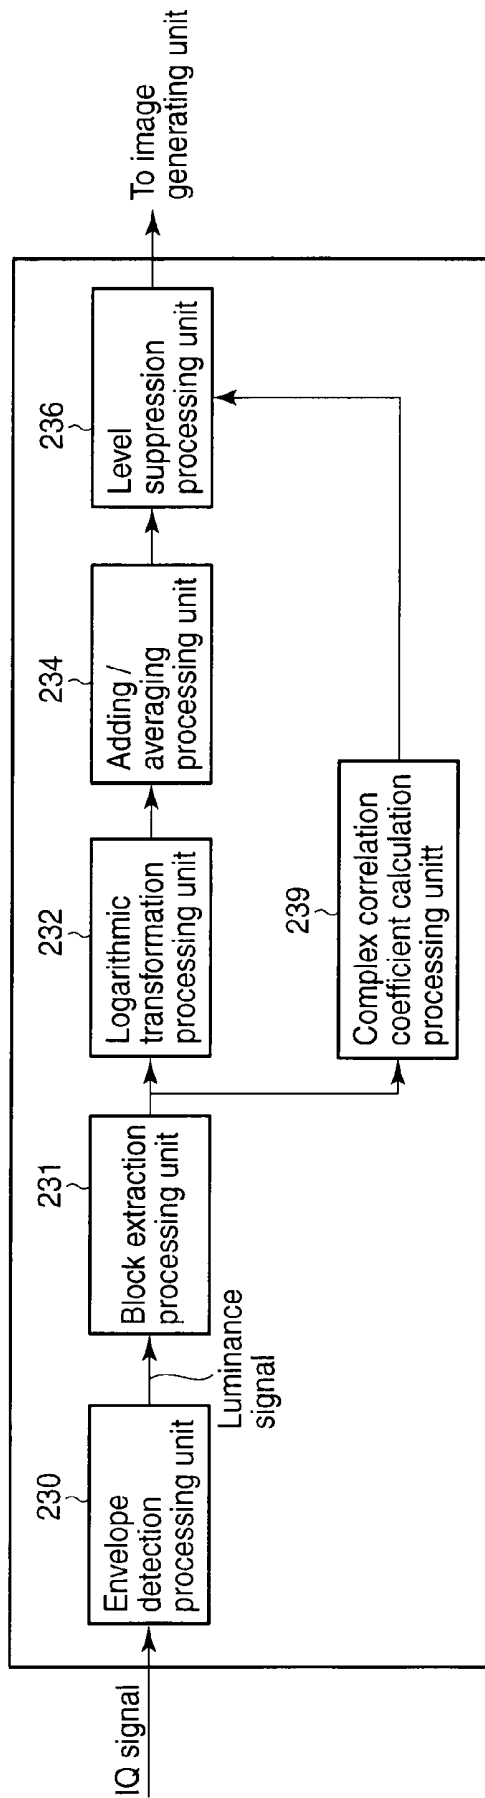 IQ signal
230
Envelope
detection
processing unit
Luminance
signal
231
Block extraction
processing unit
232
Logarithmic
transformation
processing unit
234
Adding /
averaging
processing unit
236
Level
suppression
processing unit
To image
generating unit
239
Complex correlation
coefficient calculation
processing unitt